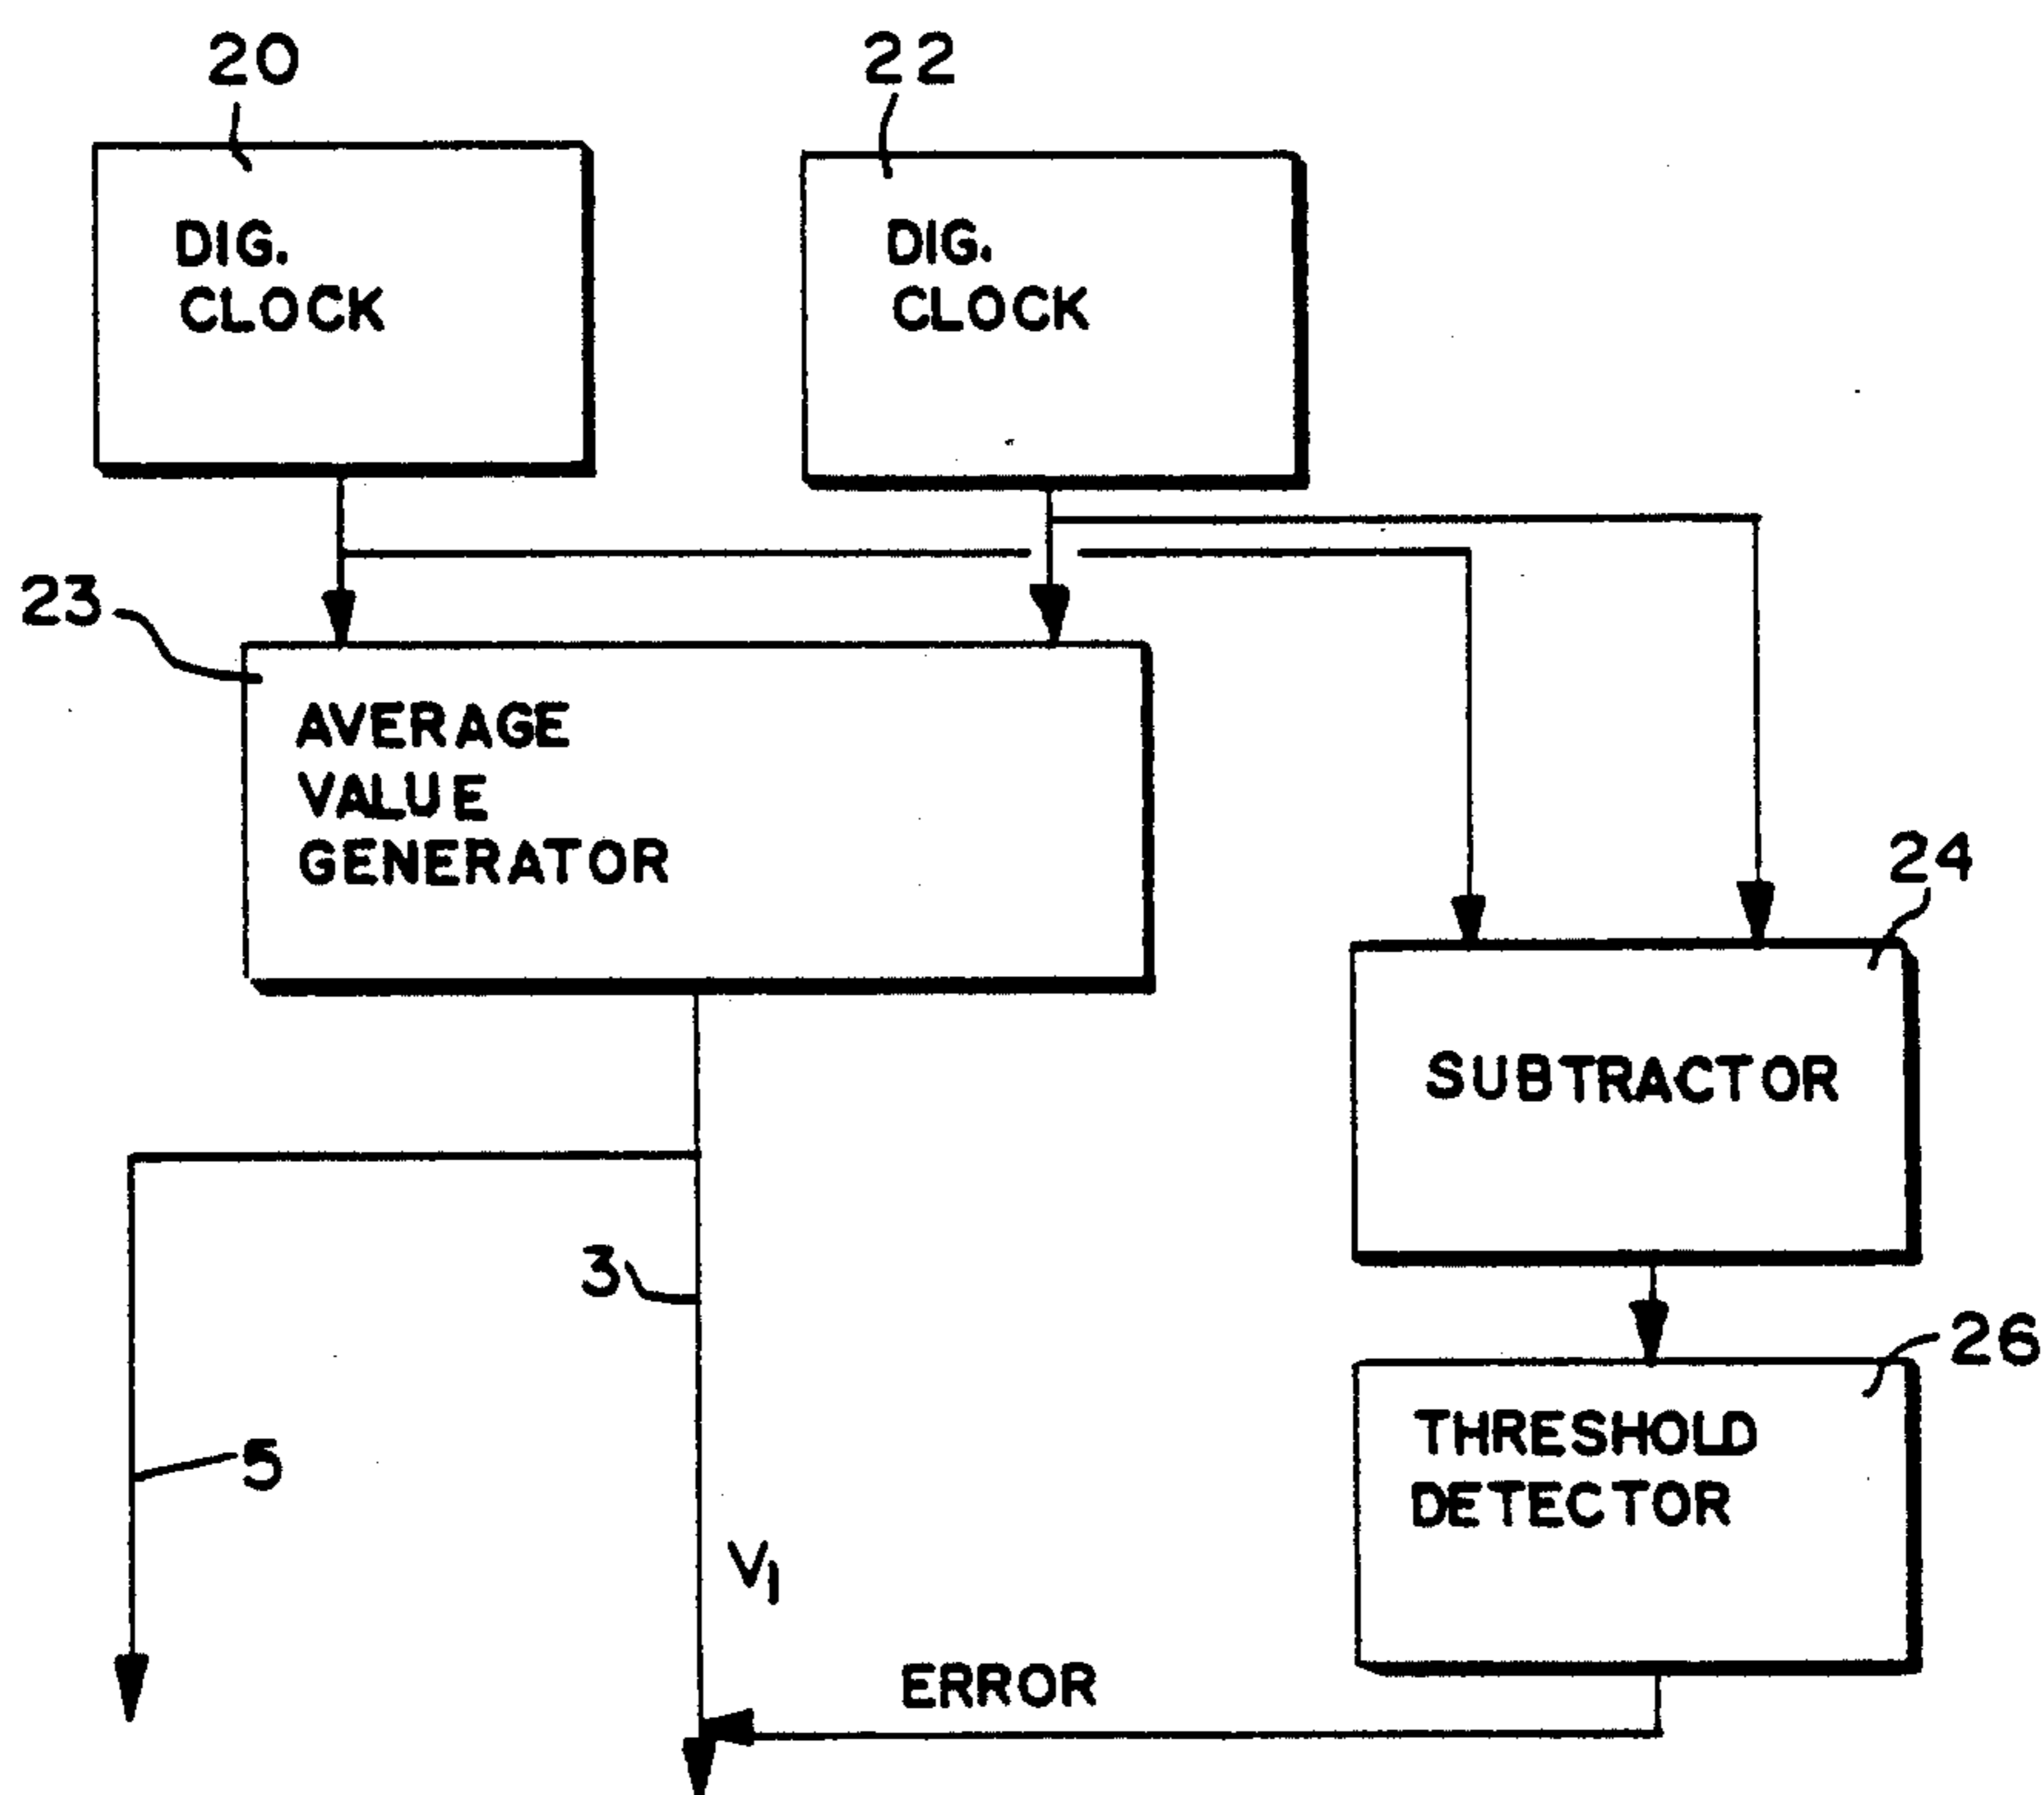 20
22
DIG.
CLOCK
DIG.
CLOCK
23
AVERAGE
VALUE
GENERATOR
24
SUBTRACTOR
3
26
THRESHOLD
DETECTOR
5
V1
ERROR